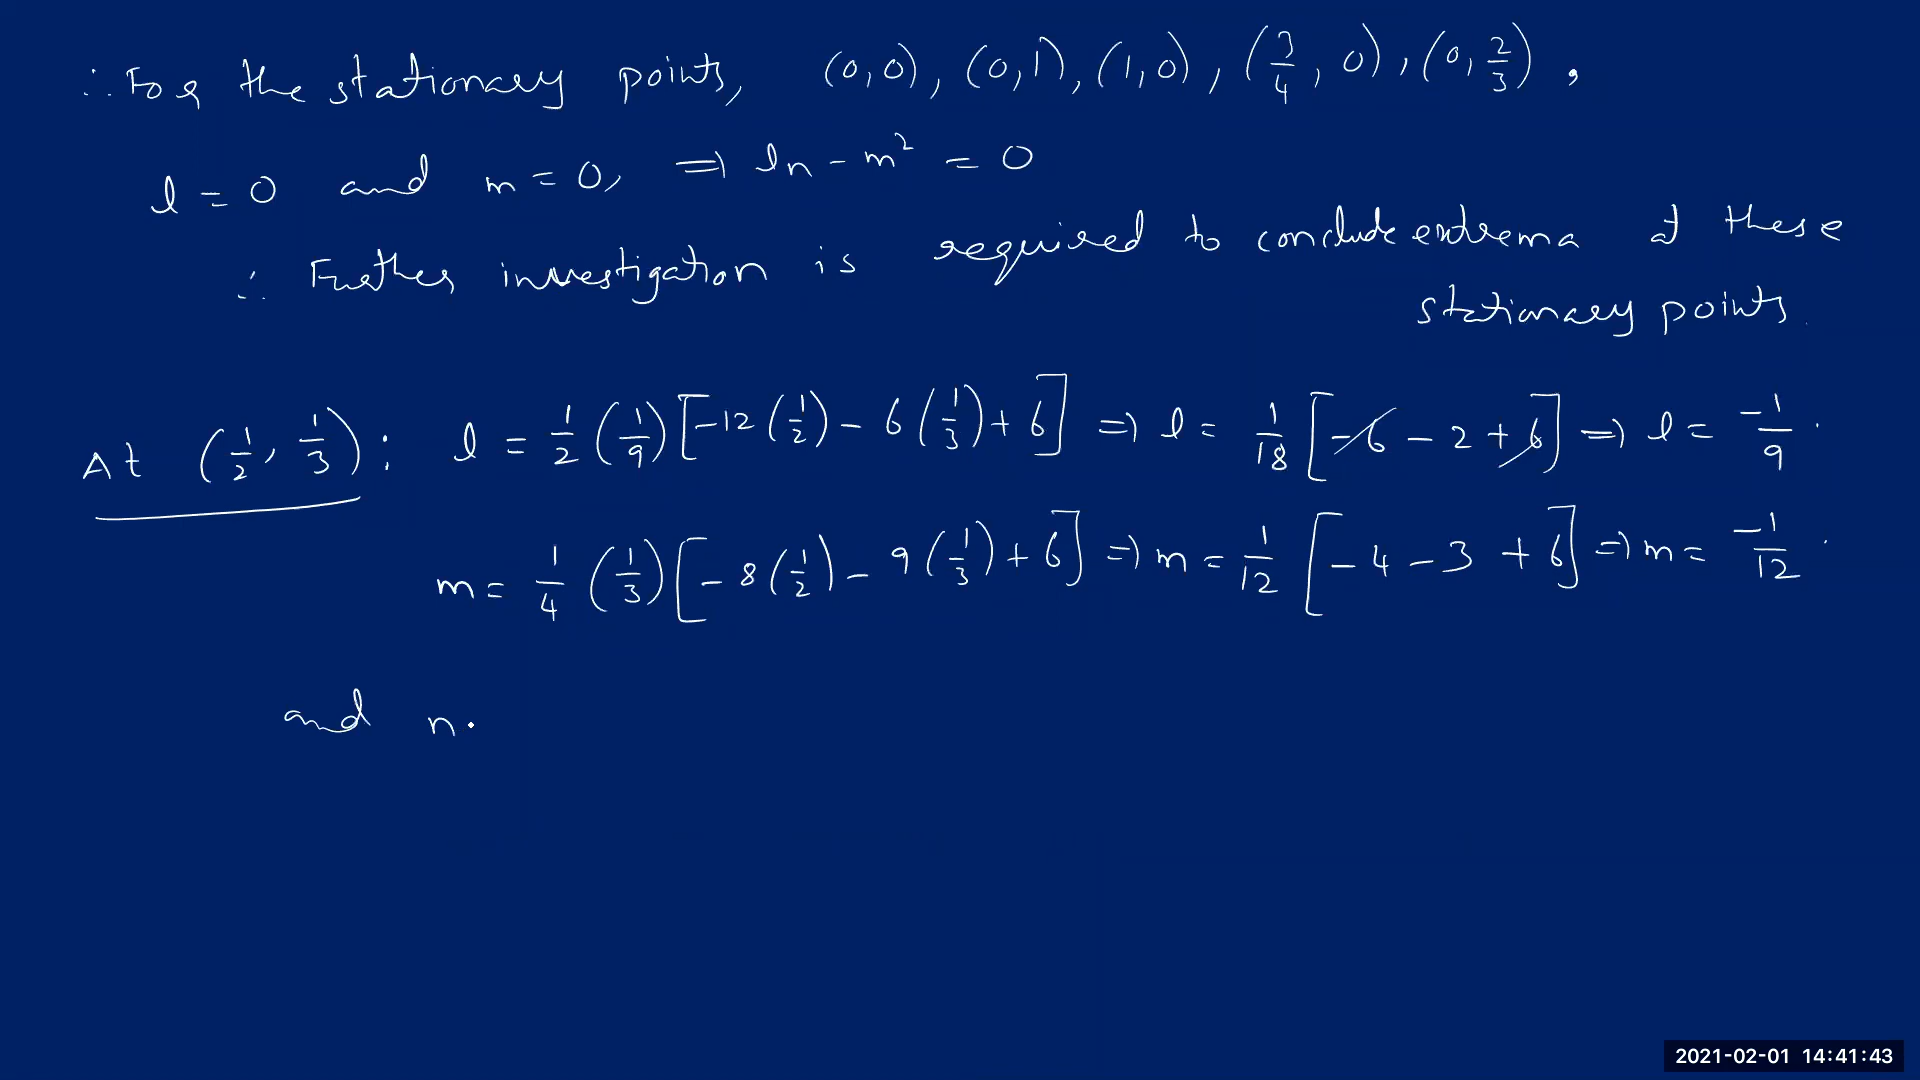 ∴ For the stationary points, (0,0), (0,1), (1,0), (3/4, 0), (0, 2/3),
l = 0 and m = 0, ⇒ ln - m² = 0
∴ Further investigation is required to conclude extrema at these
stationary points.
At (1/2, 1/3): l = 1/2 (1/9) [-12 (1/2) - 6 (1/3) + 6] ⇒ l = 1/18 [-6 - 2 + 6] ⇒ l = -1/9.
m = 1/4 (1/3) [-8 (1/2) - 9 (1/3) + 6] ⇒ m = 1/12 [-4 - 3 + 6] ⇒ m = -1/12.
and n.
2021-02-01 14:41:43